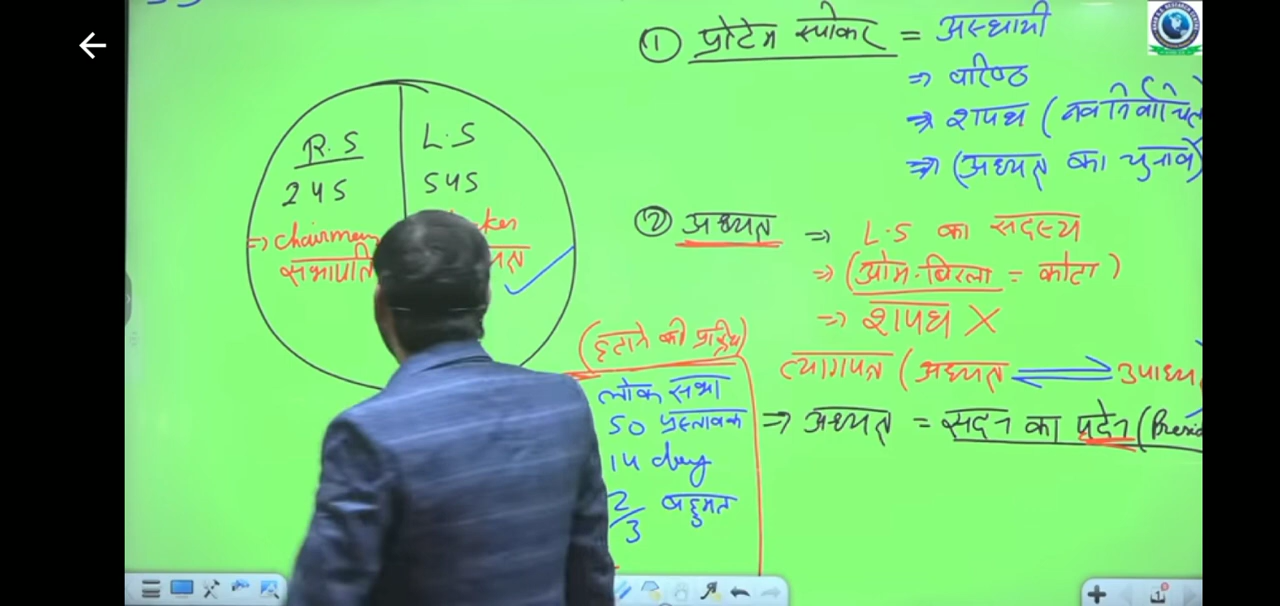 R.S
245
=> chairman
सभापति
L.S
545
① प्रोटेम स्पीकर = अस्थायी
=> वरिष्ठ
=> शपथ (नवनिर्वाचित
=> (अध्यक्ष का चुनाव)
② अध्यक्ष => L.S का सदस्य
=> (ओम बिरला = कोटा)
=> शपथ X
त्यागपत्र (अध्यक्ष ⇌ उपाध्य
=> अध्यक्ष = सदन का
(हटाने की प्रक्रिया)
लोक सभा
50 प्रस्तावक
14 day
2/3 बहुमत